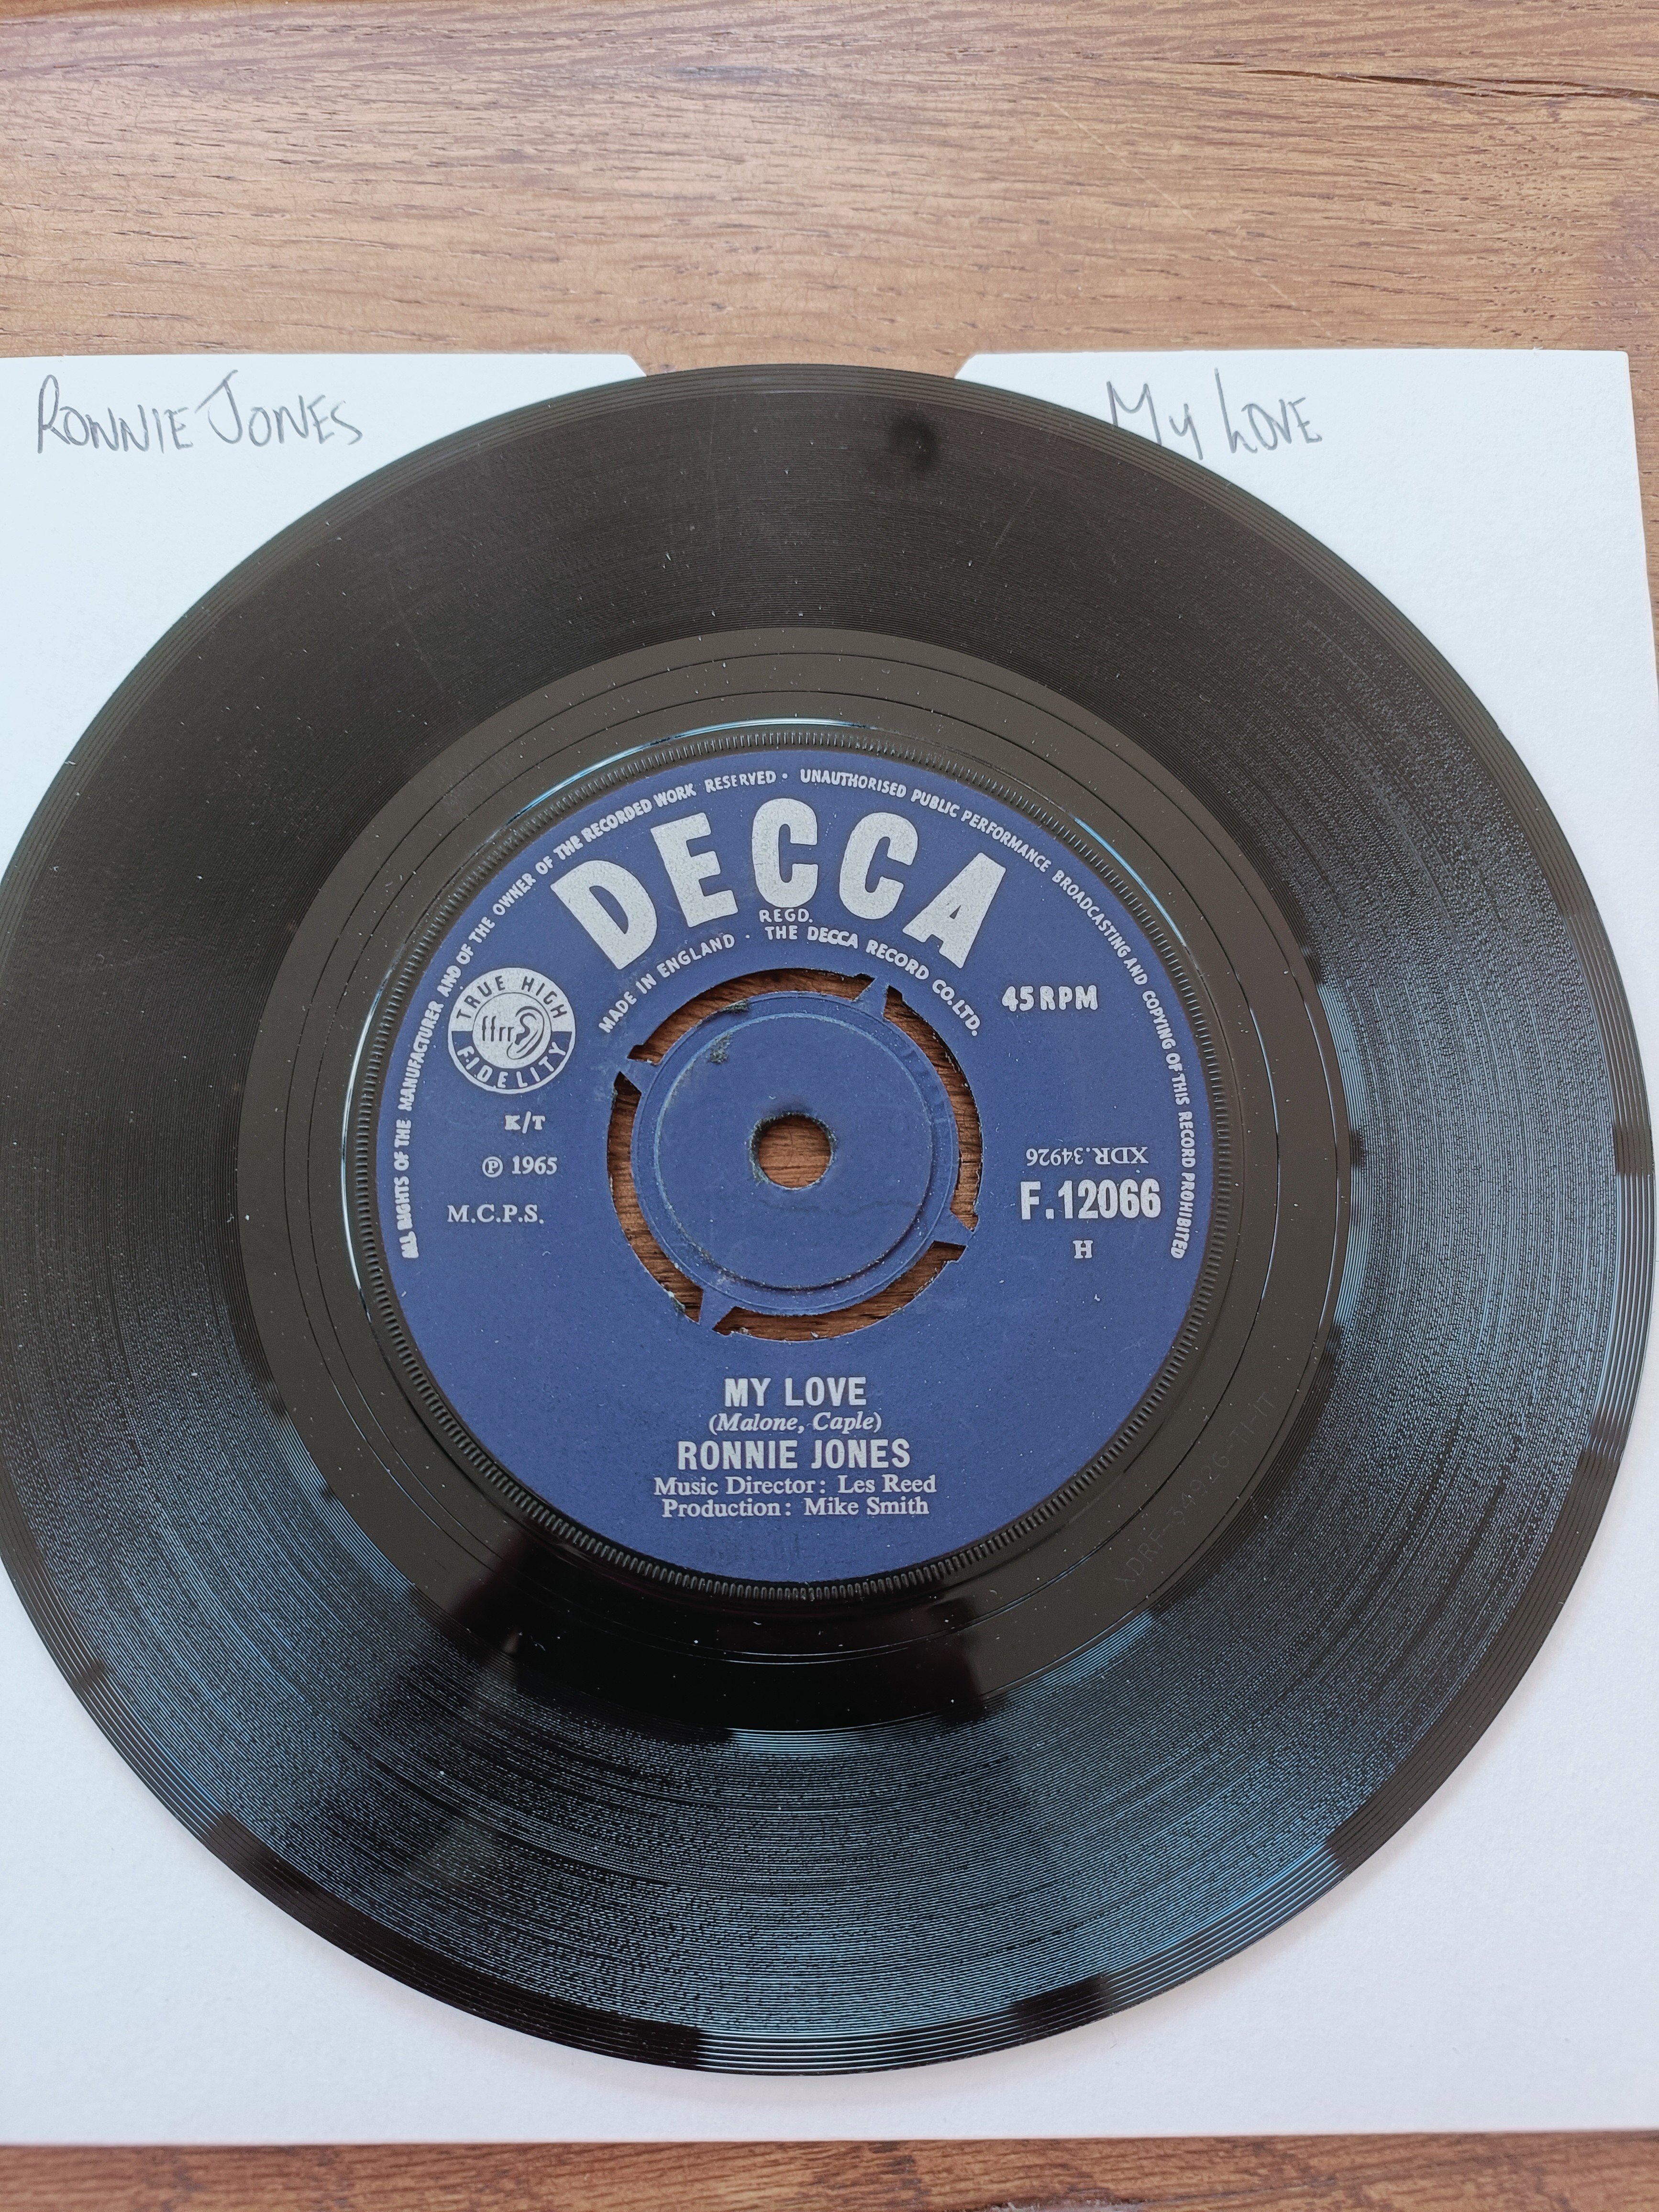 RONNIE JONES
My LOVE
ALL RIGHTS OF THE MANUFACTURER AND OF THE OWNER OF THE RECORDED WORK RESERVED · UNAUTHORISED PUBLIC PERFORMANCE BROADCASTING AND COPYING OF THIS RECORD PROHIBITED
DECCA
REGD.
MADE IN ENGLAND · THE DECCA RECORD CO. LTD.
TRUE HIGH
ffrr
FIDELITY
45 RPM
K/T
℗ 1965
M.C.P.S.
XDR.34926
F.12066
H
MY LOVE
(Malone, Caple)
RONNIE JONES
Music Director: Les Reed
Production: Mike Smith